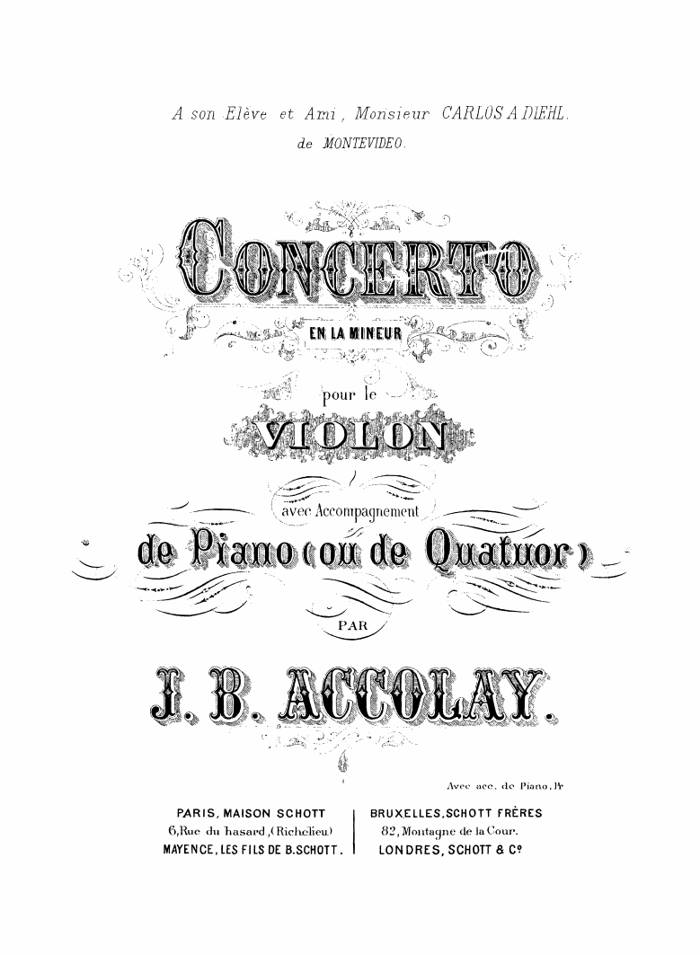 A son Elève et Ami, Monsieur CARLOS A DIEHL.
de MONTEVIDEO.
CONCERTO
EN LA MINEUR
pour le
VIOLON
avec Accompagnement
de Piano (ou de Quatuor)
PAR
J. B. ACCOLAY.
Avec acc. de Piano, Pr
PARIS, MAISON SCHOTT
6, Rue du hasard, (Richelieu)
MAYENCE, LES FILS DE B. SCHOTT.
BRUXELLES, SCHOTT FRÈRES
82, Montagne de la Cour.
LONDRES, SCHOTT & Cº